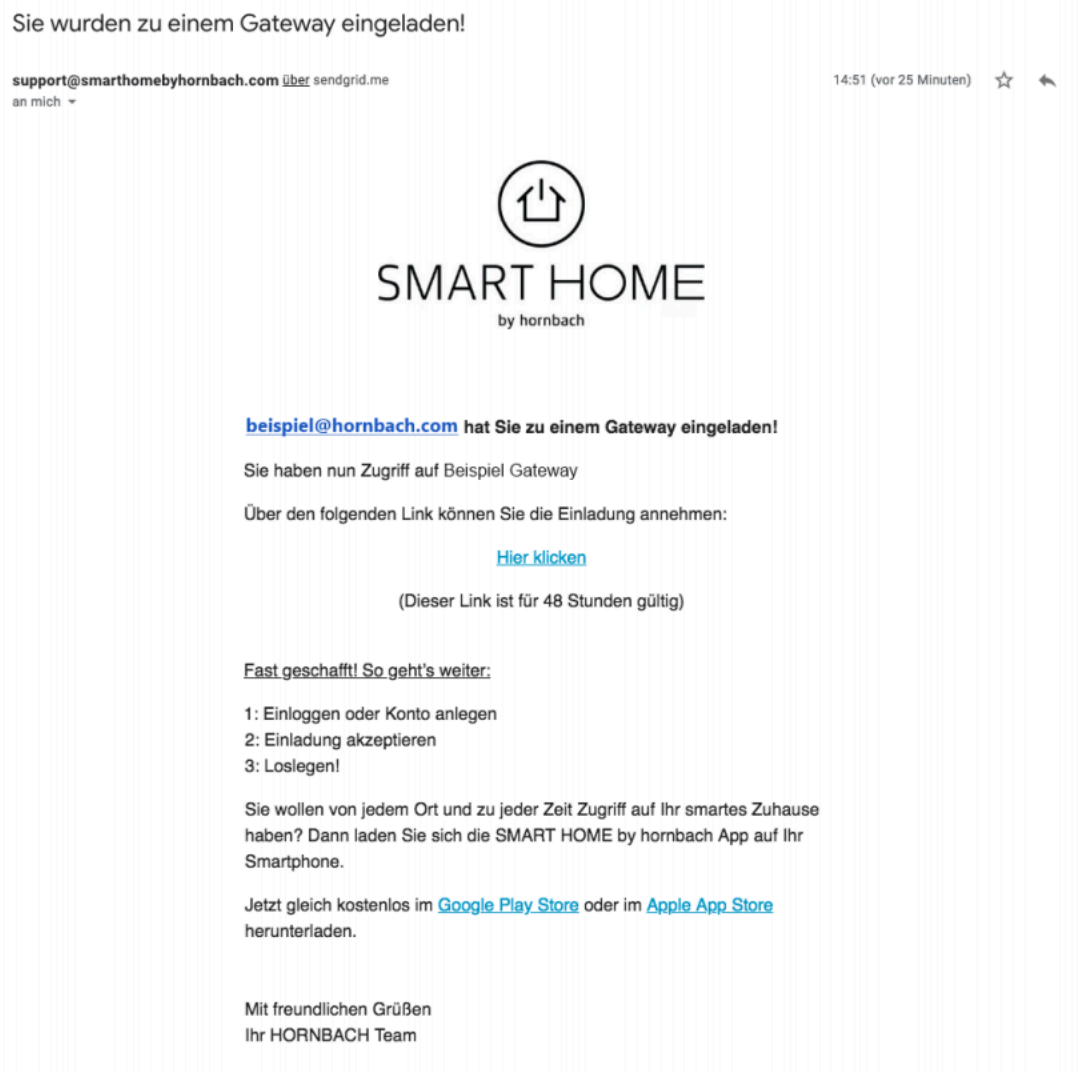 Sie wurden zu einem Gateway eingeladen!
support@smarthomebyhornbach.com über sendgrid.me
14:51 (vor 25 Minuten)
an mich
SMART HOME
by hornbach
beispiel@hornbach.com hat Sie zu einem Gateway eingeladen!
Sie haben nun Zugriff auf Beispiel Gateway
Über den folgenden Link können Sie die Einladung annehmen:
Hier klicken
(Dieser Link ist für 48 Stunden gültig)
Fast geschafft! So geht's weiter:
1: Einloggen oder Konto anlegen
2: Einladung akzeptieren
3: Loslegen!
Sie wollen von jedem Ort und zu jeder Zeit Zugriff auf Ihr smartes Zuhause
haben? Dann laden Sie sich die SMART HOME by hornbach App auf Ihr
Smartphone.
Jetzt gleich kostenlos im Google Play Store oder im Apple App Store
herunterladen.
Mit freundlichen Grüßen
Ihr HORNBACH Team